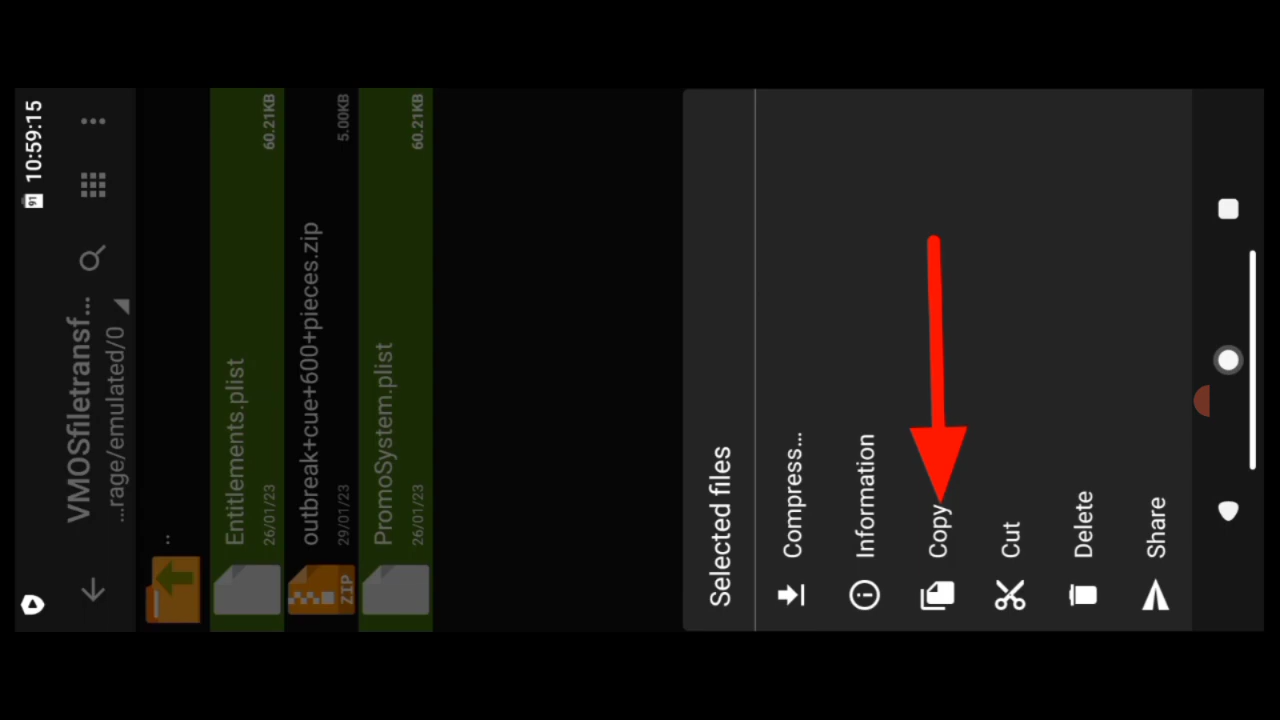 91 10:59:15
VMOSfiletransf...
...rage/emulated/0
..
Entitlements.plist
26/01/23 60.21KB
outbreak+cue+600+pieces.zip
29/01/23 5.00KB
ZIP
PromoSystem.plist
26/01/23 60.21KB
Selected files
Compress...
Information
Copy
Cut
Delete
Share